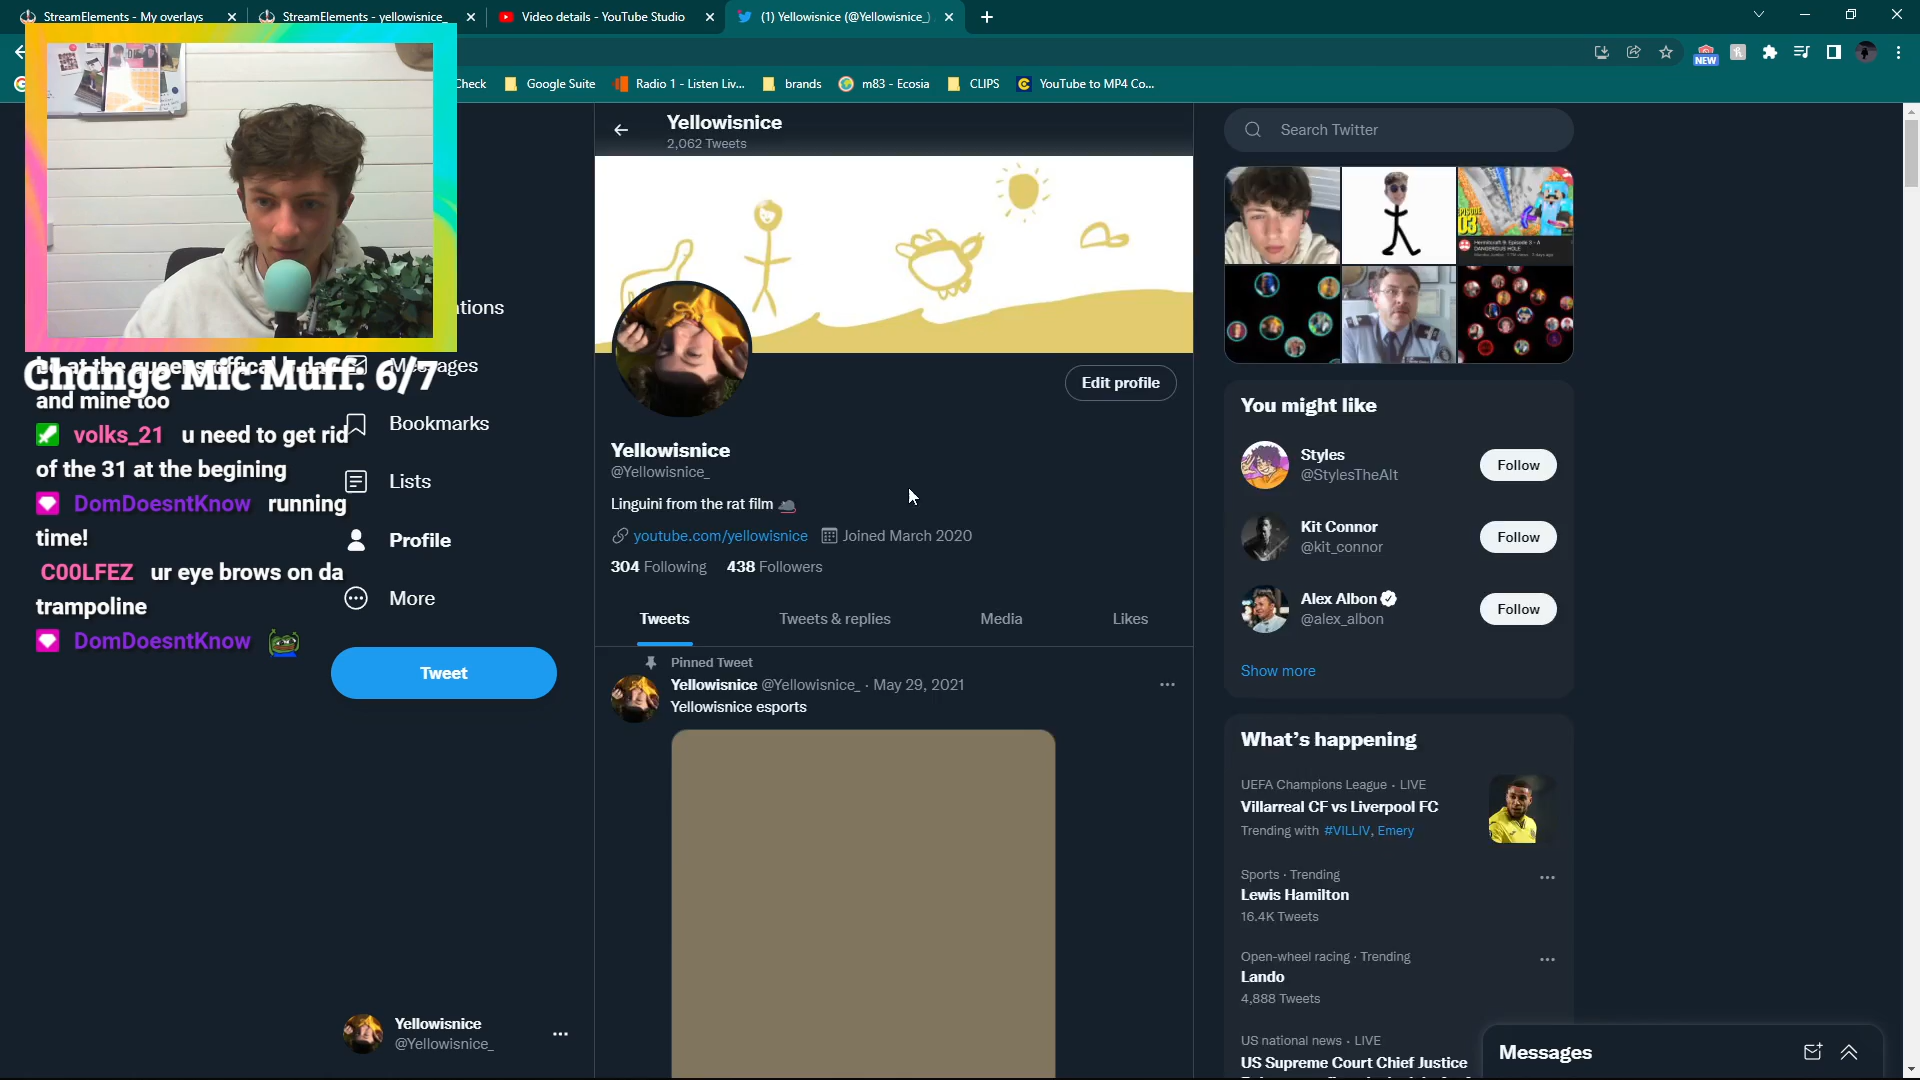 StreamElements - My overlays
StreamElements - yellowisnice_
Video details - YouTube Studio
(1) Yellowisnice (@Yellowisnice_)
NEW
Check
Google Suite
Radio 1 - Listen Liv...
brands
m83 - Ecosia
CLIPS
YouTube to MP4 Co...
Yellowisnice
2,062 Tweets
Search Twitter
EPISODE
03
Change Mic Muff: 6/7
and mine too
volks_21 u need to get rid
of the 31 at the begining
DomDoesntKnow running
time!
C00LFEZ ur eye brows on da
trampoline
DomDoesntKnow
ations
Messages
Bookmarks
Lists
Profile
More
Tweet
Yellowisnice
@Yellowisnice_
Edit profile
Yellowisnice
@Yellowisnice_
Linguini from the rat film
youtube.com/yellowisnice
Joined March 2020
304 Following 438 Followers
Tweets
Tweets & replies
Media
Likes
Pinned Tweet
Yellowisnice @Yellowisnice_ · May 29, 2021
Yellowisnice esports
You might like
Styles
@StylesTheAlt
Follow
Kit Connor
@kit_connor
Follow
Alex Albon
@alex_albon
Follow
Show more
What's happening
UEFA Champions League · LIVE
Villarreal CF vs Liverpool FC
Trending with #VILLIV, Emery
Sports · Trending
Lewis Hamilton
16.4K Tweets
Open-wheel racing · Trending
Lando
4,888 Tweets
US national news · LIVE
US Supreme Court Chief Justice
Messages